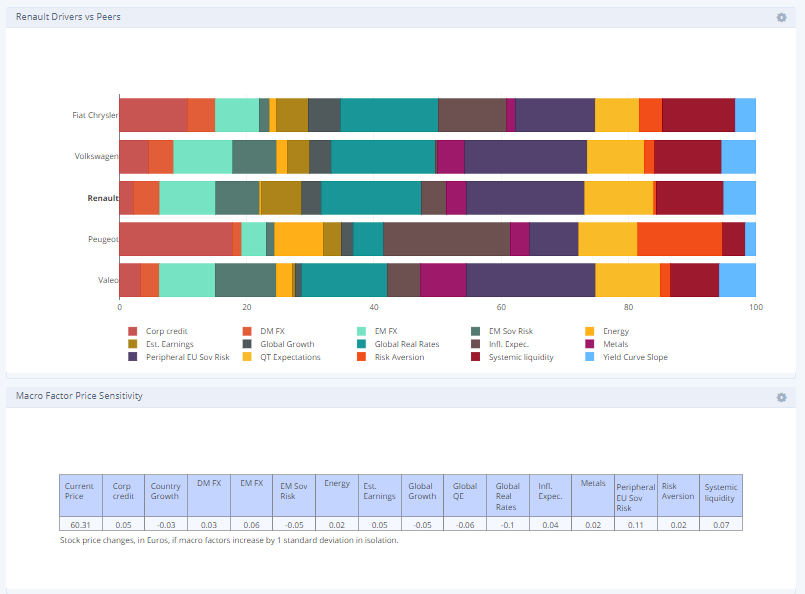 Renault Drivers vs Peers
Fiat Chrysler
Volkswagen
Renault
Peugeot
Valeo
0 20 40 60 80 100
Corp credit DM FX EM FX EM Sov Risk Energy
Est. Earnings Global Growth Global Real Rates Infl. Expec. Metals
Peripheral EU Sov Risk QT Expectations Risk Aversion Systemic liquidity Yield Curve Slope
Macro Factor Price Sensitivity
Current Price Corp credit Country Growth DM FX EM FX EM Sov Risk Energy Est. Earnings Global Growth Global QE Global Real Rates Infl. Expec. Metals Peripheral EU Sov Risk Risk Aversion Systemic liquidity
60.31 0.05 -0.03 0.03 0.06 -0.05 0.02 0.05 -0.05 -0.06 -0.1 0.04 0.02 0.11 0.02 0.07
Stock price changes, in Euros, if macro factors increase by 1 standard deviation in isolation.